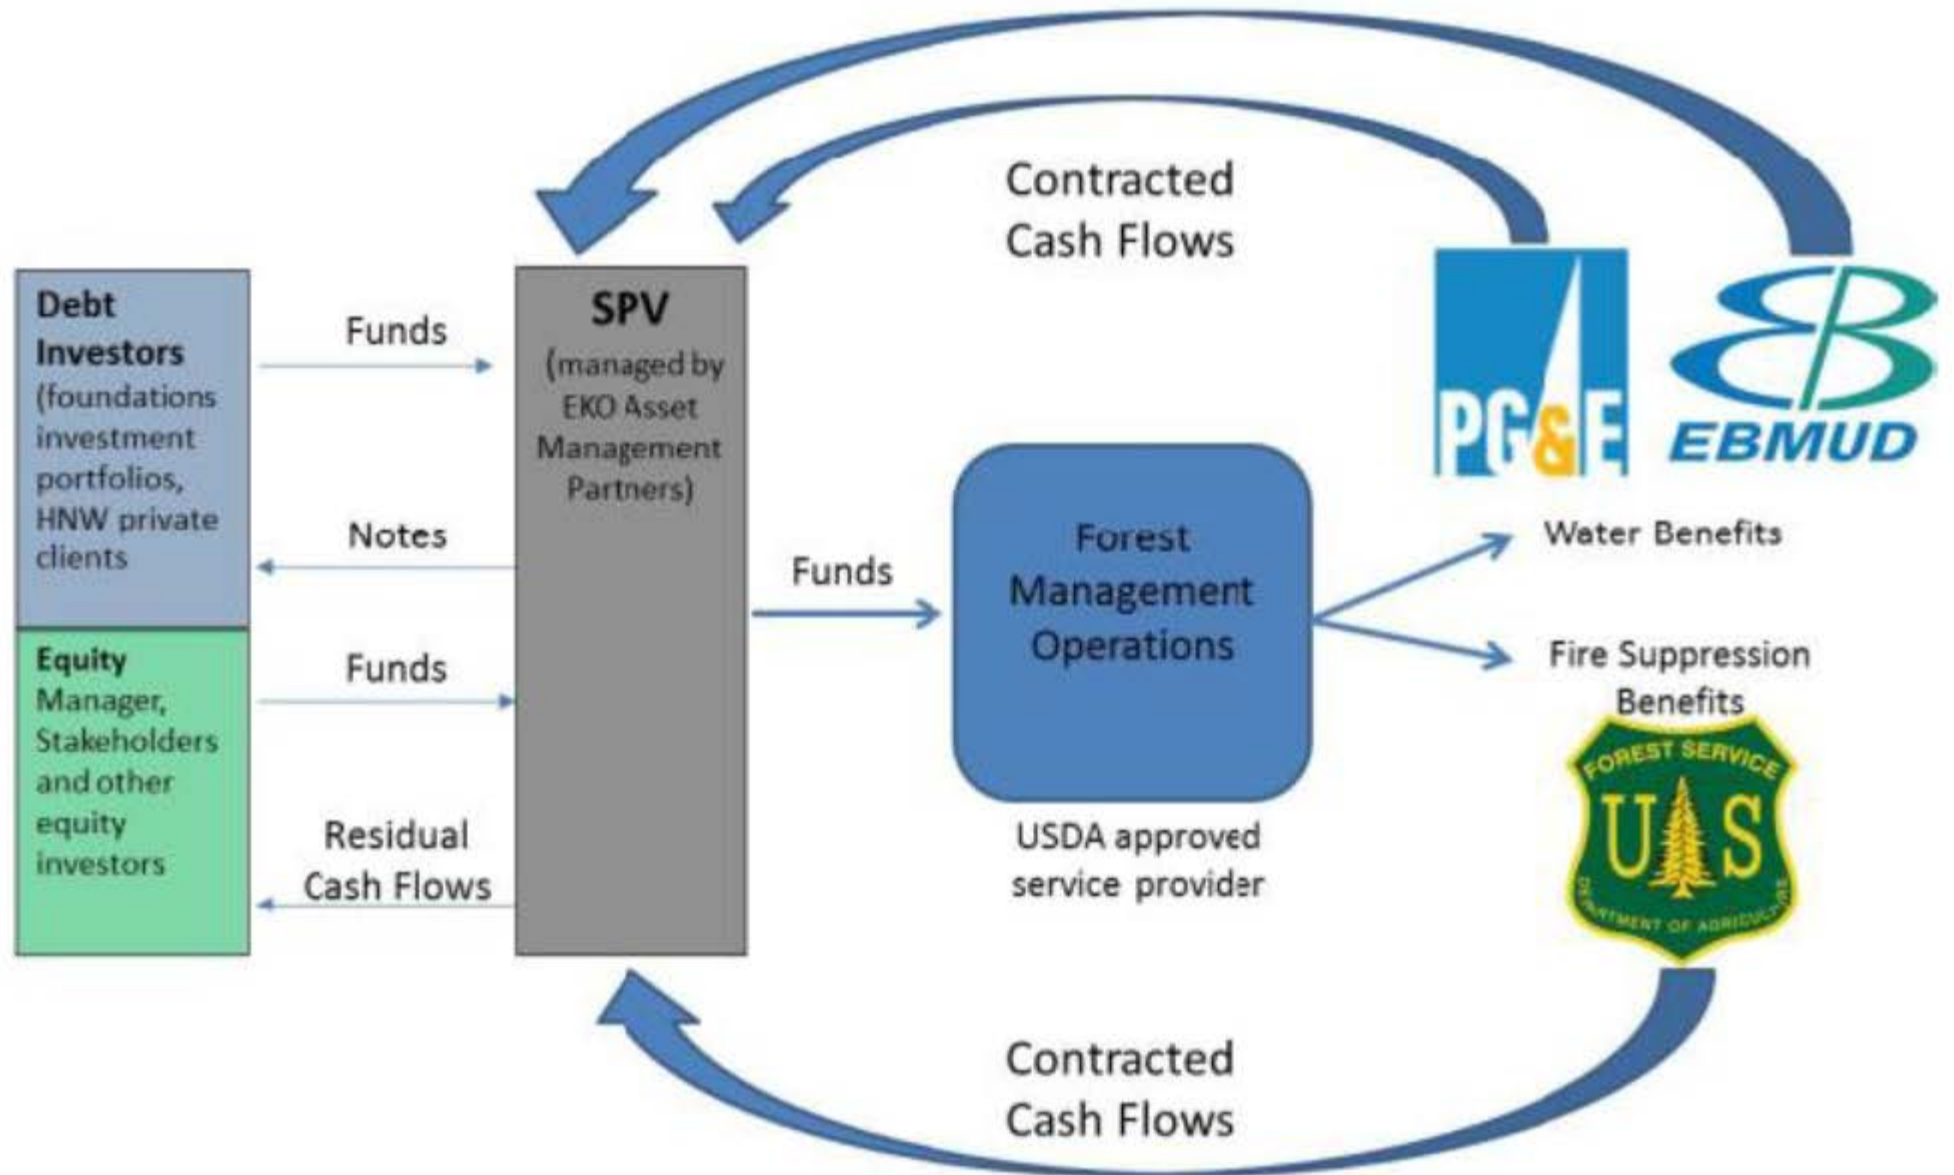 Contracted
Cash Flows
Debt
Investors
(foundations
investment
portfolios,
HNW private
clients
Funds
Notes
Equity
Manager,
Stakeholders
and other
equity
investors
Funds
Residual
Cash Flows
SPV
(managed by
EKO Asset
Management
Partners)
Funds
Forest
Management
Operations
USDA approved
service provider
PG&E
EBMUD
Water Benefits
Fire Suppression
Benefits
FOREST SERVICE
U S
DEPARTMENT OF AGRICULTURE
Contracted
Cash Flows